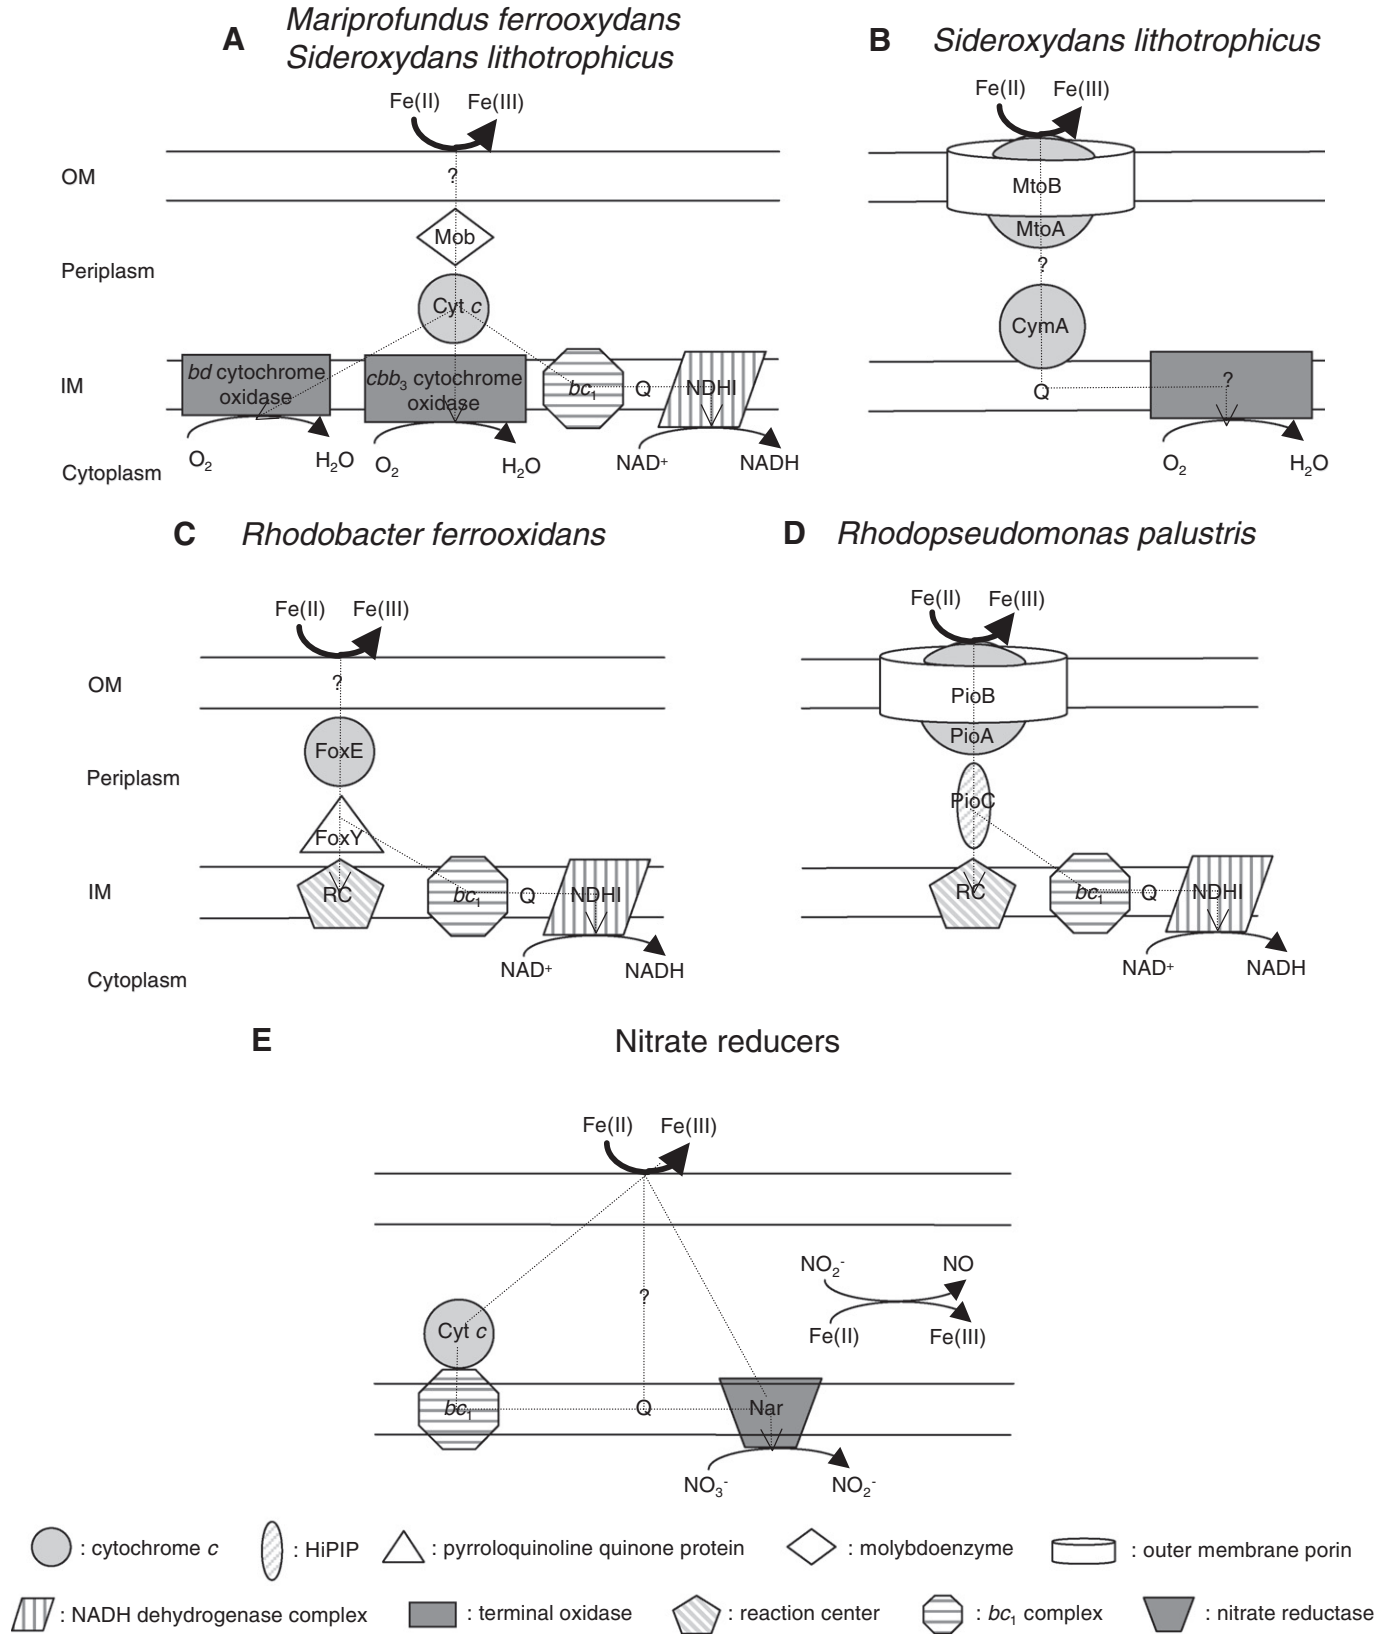 A
Mariprofundus ferrooxydans
Sideroxydans lithotrophicus
Fe(II) Fe(III)
OM
?
Mob
Periplasm
Cyt c
IM
bd cytochrome
oxidase
cbb3 cytochrome
oxidase
bc1
Q
NDHI
O2 H2O
O2 H2O
NAD+ NADH
Cytoplasm
B
Sideroxydans lithotrophicus
Fe(II) Fe(III)
MtoB
MtoA
?
CymA
Q
?
O2 H2O
C
Rhodobacter ferrooxidans
Fe(II) Fe(III)
OM
?
FoxE
Periplasm
FoxY
IM
RC
bc1
Q
NDHI
NAD+ NADH
Cytoplasm
D
Rhodopseudomonas palustris
Fe(II) Fe(III)
PioB
PioA
PioC
RC
bc1
Q
NDHI
NAD+ NADH
E
Nitrate reducers
Fe(II) Fe(III)
NO2- NO
?
Cyt c
Fe(II) Fe(III)
bc1
Q
Nar
NO3- NO2-
: cytochrome c
: HiPIP
: pyrroloquinoline quinone protein
: molybdoenzyme
: outer membrane porin
: NADH dehydrogenase complex
: terminal oxidase
: reaction center
: bc1 complex
: nitrate reductase